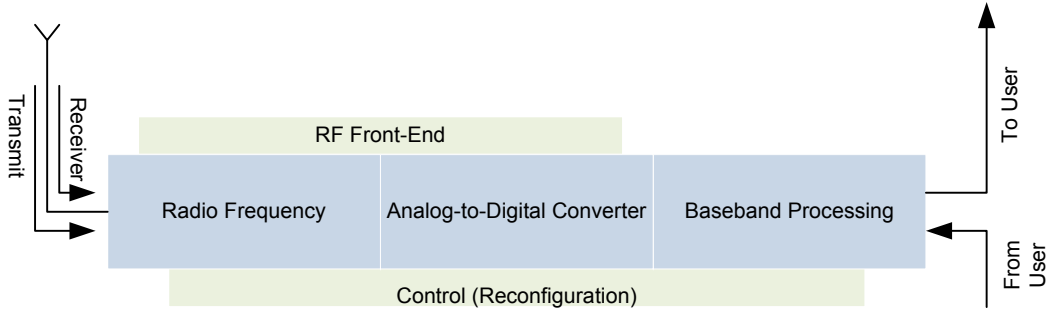 Transmit
Receiver
RF Front-End
Radio Frequency
Analog-to-Digital Converter
Baseband Processing
Control (Reconfiguration)
To User
From
User